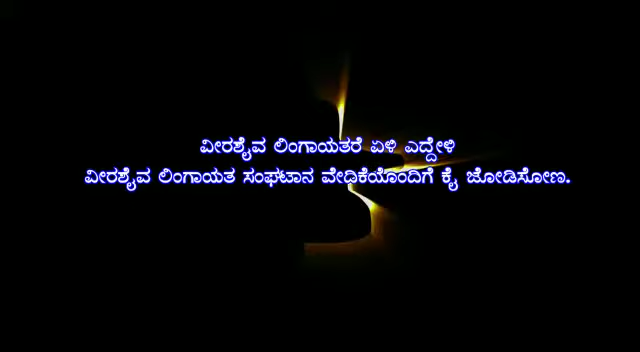 ವೀರಶೈವ ಲಿಂಗಾಯತರೆ ಏಳಿ ಎದ್ದೇಳಿ
ವೀರಶೈವ ಲಿಂಗಾಯತ ಸಂಘಟಾನ ವೇದಿಕೆಯೊಂದಿಗೆ ಕೈ ಜೋಡಿಸೋಣ.